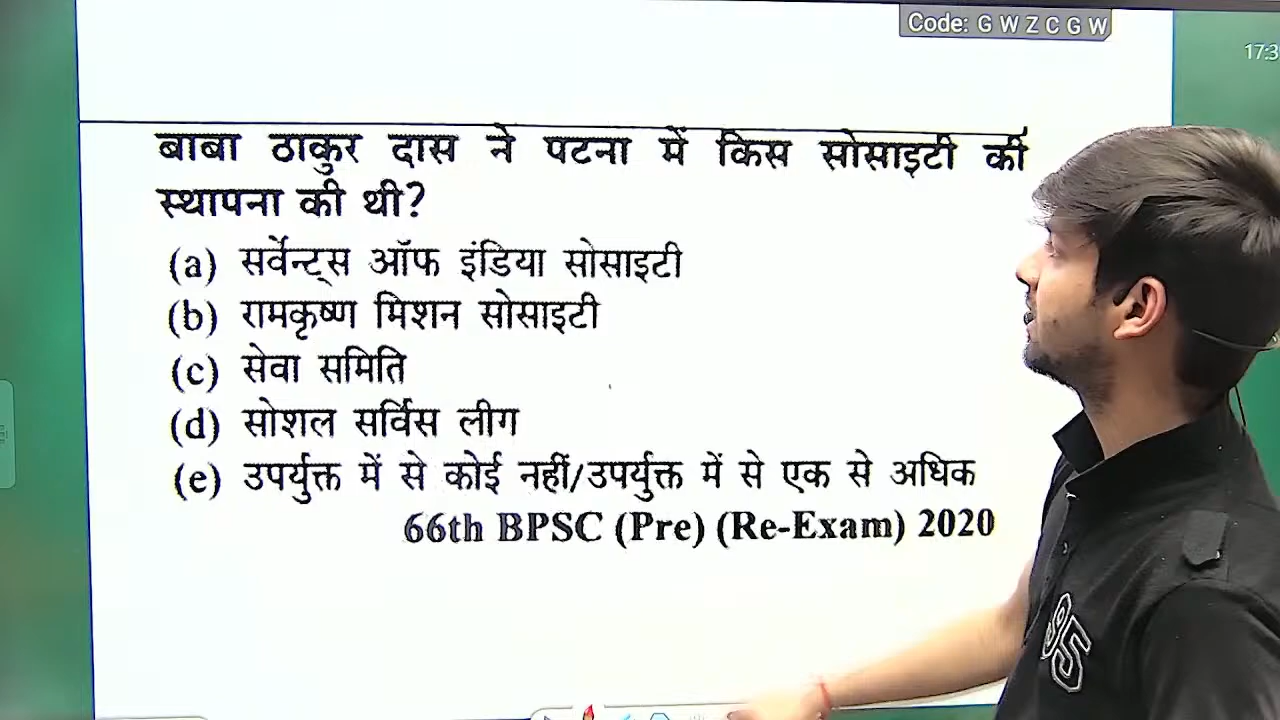 Code: G W Z C G W
17:3
बाबा ठाकुर दास ने पटना में किस सोसाइटी की
स्थापना की थी?
(a) सर्वेन्ट्स ऑफ इंडिया सोसाइटी
(b) रामकृष्ण मिशन सोसाइटी
(c) सेवा समिति
(d) सोशल सर्विस लीग
(e) उपर्युक्त में से कोई नहीं/उपर्युक्त में से एक से अधिक
66th BPSC (Pre) (Re-Exam) 2020
95